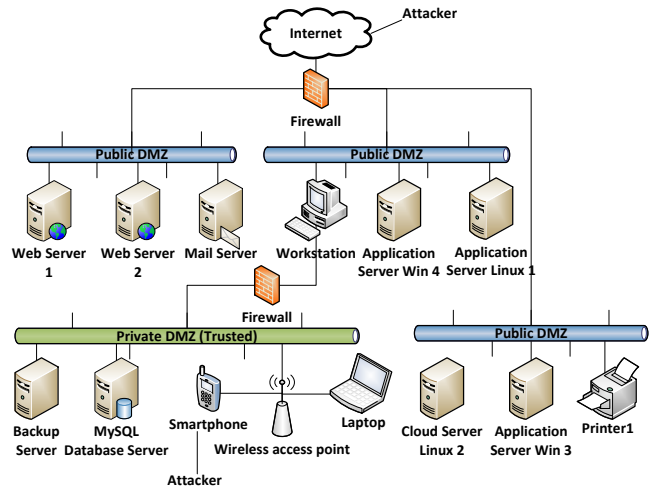 Attacker
Internet
Firewall
Public DMZ
Public DMZ
Web Server
1
Web Server
2
Mail Server
Workstation
Application
Server Win 4
Application
Server Linux 1
Firewall
Private DMZ (Trusted)
Public DMZ
Backup
Server
MySQL
Database Server
Smartphone
Wireless access point
Laptop
Cloud Server
Linux 2
Application
Server Win 3
Printer1
Attacker